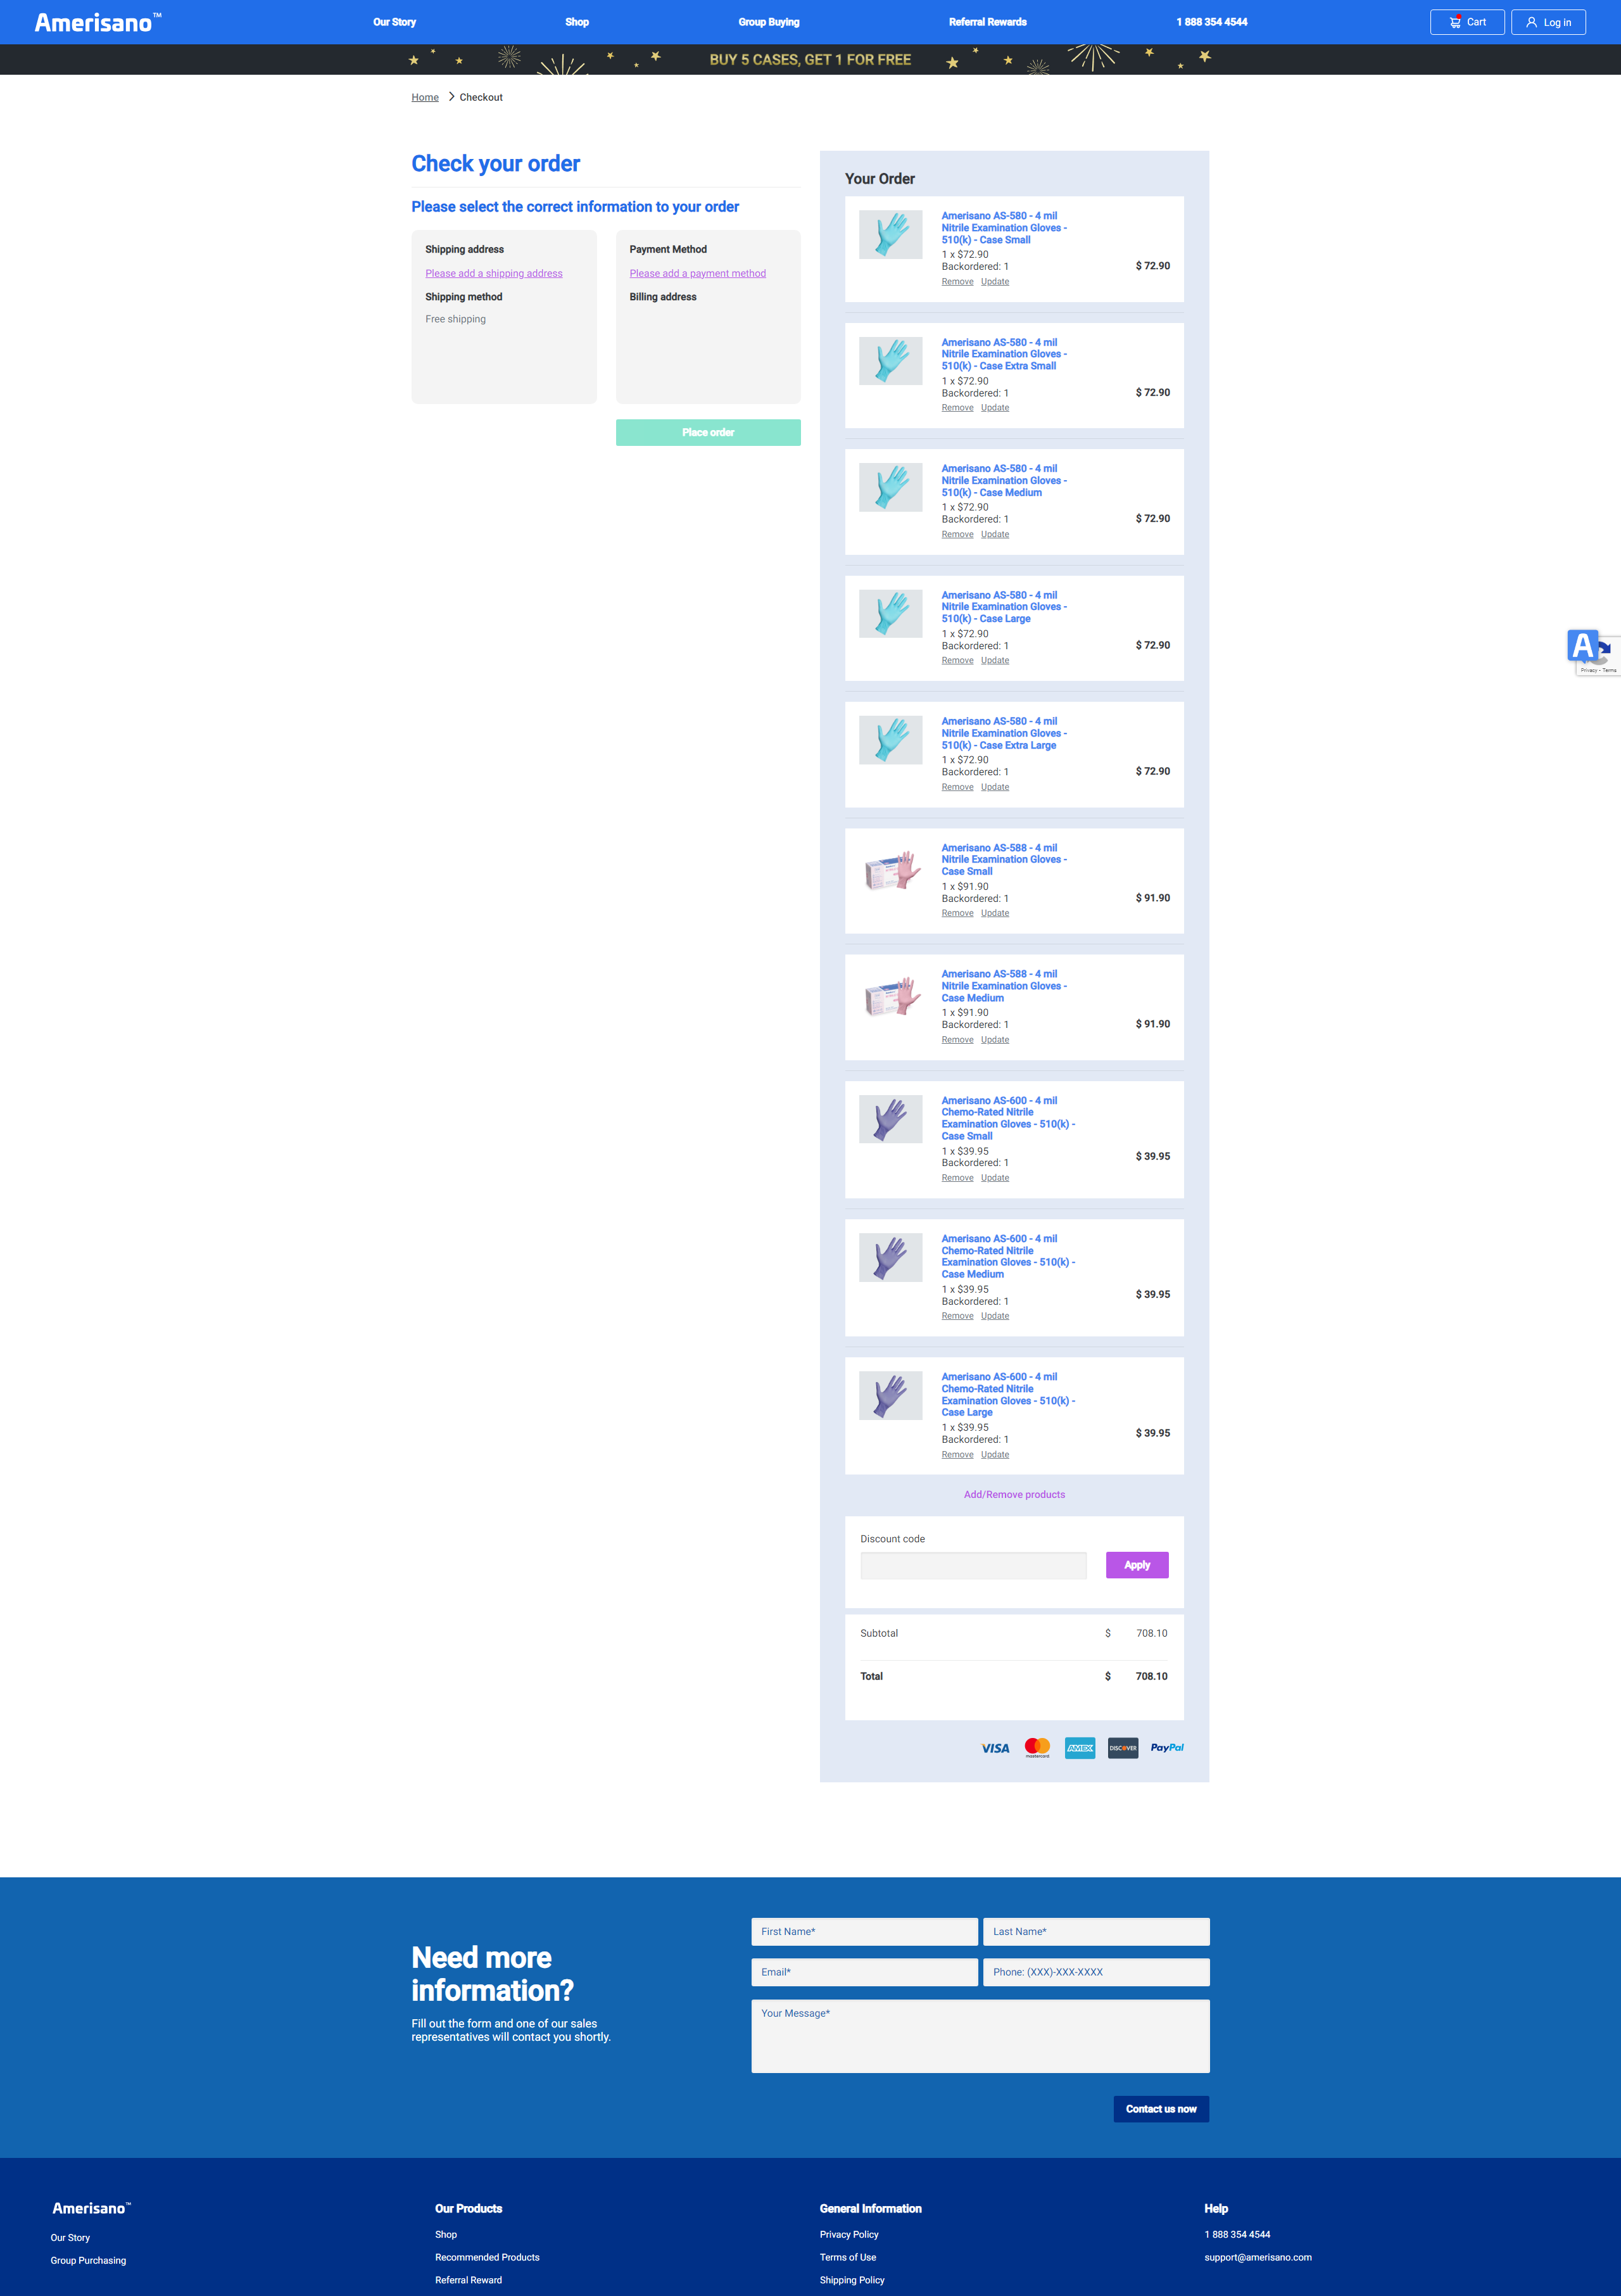 Amerisano™
Our Story
Shop
Group Buying
Referral Rewards
1 888 354 4544
Cart
Log in
BUY 5 CASES, GET 1 FOR FREE
Home
Checkout
Check your order
Please select the correct information to your order
Shipping address
Please add a shipping address
Shipping method
Free shipping
Payment Method
Please add a payment method
Billing address
Place order
Your Order
Amerisano AS-580 - 4 mil
Nitrile Examination Gloves -
510(k) - Case Small
1 x $72.90
Backordered: 1
Remove Update
$ 72.90
Amerisano AS-580 - 4 mil
Nitrile Examination Gloves -
510(k) - Case Extra Small
1 x $72.90
Backordered: 1
Remove Update
$ 72.90
Amerisano AS-580 - 4 mil
Nitrile Examination Gloves -
510(k) - Case Medium
1 x $72.90
Backordered: 1
Remove Update
$ 72.90
Amerisano AS-580 - 4 mil
Nitrile Examination Gloves -
510(k) - Case Large
1 x $72.90
Backordered: 1
Remove Update
$ 72.90
Amerisano AS-580 - 4 mil
Nitrile Examination Gloves -
510(k) - Case Extra Large
1 x $72.90
Backordered: 1
Remove Update
$ 72.90
Amerisano AS-588 - 4 mil
Nitrile Examination Gloves -
Case Small
1 x $91.90
Backordered: 1
Remove Update
$ 91.90
Amerisano AS-588 - 4 mil
Nitrile Examination Gloves -
Case Medium
1 x $91.90
Backordered: 1
Remove Update
$ 91.90
Amerisano AS-600 - 4 mil
Chemo-Rated Nitrile
Examination Gloves - 510(k) -
Case Small
1 x $39.95
Backordered: 1
Remove Update
$ 39.95
Amerisano AS-600 - 4 mil
Chemo-Rated Nitrile
Examination Gloves - 510(k) -
Case Medium
1 x $39.95
Backordered: 1
Remove Update
$ 39.95
Amerisano AS-600 - 4 mil
Chemo-Rated Nitrile
Examination Gloves - 510(k) -
Case Large
1 x $39.95
Backordered: 1
Remove Update
$ 39.95
Add/Remove products
Discount code
Apply
Subtotal $ 708.10
Total $ 708.10
VISA
mastercard
AMEX
DISCOVER
PayPal
A
Privacy - Terms
Need more
information?
Fill out the form and one of our sales
representatives will contact you shortly.
First Name*
Last Name*
Email*
Phone: (XXX)-XXX-XXXX
Your Message*
Contact us now
Amerisano™
Our Story
Group Purchasing
Our Products
Shop
Recommended Products
Referral Reward
General Information
Privacy Policy
Terms of Use
Shipping Policy
Help
1 888 354 4544
support@amerisano.com